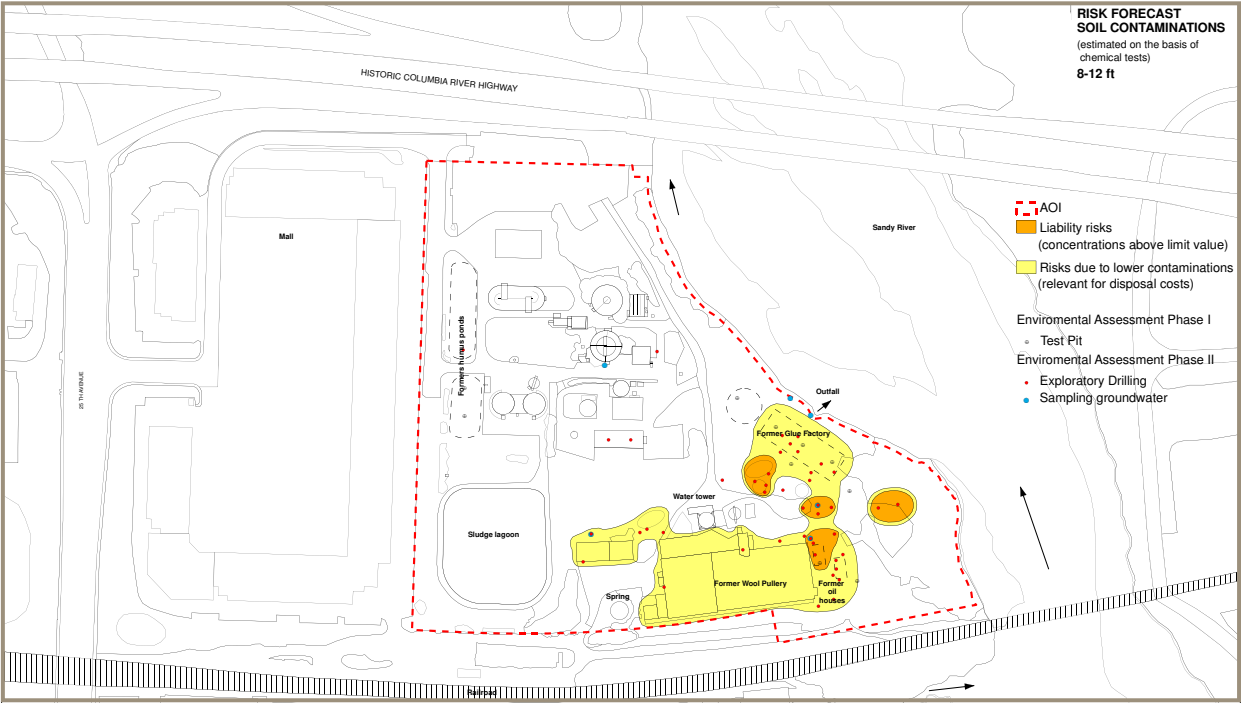 RISK FORECAST
SOIL CONTAMINATIONS
(estimated on the basis of
chemical tests)
8-12 ft
HISTORIC COLUMBIA RIVER HIGHWAY
Mall
Sandy River
AOI
Liability risks
(concentrations above limit value)
Risks due to lower contaminations
(relevant for disposal costs)
Enviromental Assessment Phase I
Test Pit
Enviromental Assessment Phase II
Exploratory Drilling
Sampling groundwater
Formers humus ponds
25 TH AVENUE
Outfall
Former Glue Factory
Water tower
Sludge lagoon
Former Wool Pullery
Former
oil
houses
Spring
Railroad